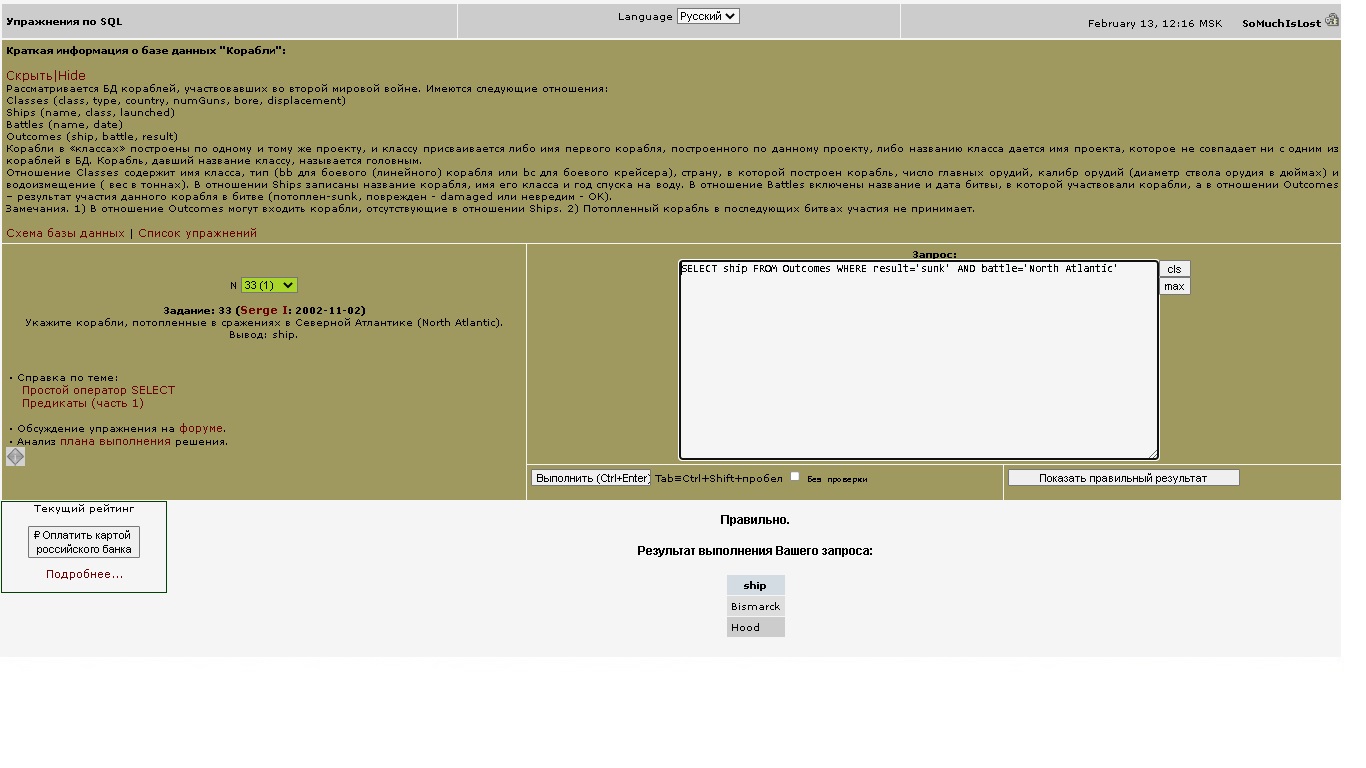 Упражнения по SQL
Language Русский
February 13, 12:16 MSK SoMuchIsLost
Краткая информация о базе данных "Корабли":
Скрыть|Hide
Рассматривается БД кораблей, участвовавших во второй мировой войне. Имеются следующие отношения:
Classes (class, type, country, numGuns, bore, displacement)
Ships (name, class, launched)
Battles (name, date)
Outcomes (ship, battle, result)
Корабли в «классах» построены по одному и тому же проекту, и классу присваивается либо имя первого корабля, построенного по данному проекту, либо названию класса дается имя проекта, которое не совпадает ни с одним из
кораблей в БД. Корабль, давший название классу, называется головным.
Отношение Classes содержит имя класса, тип (bb для боевого (линейного) корабля или bc для боевого крейсера), страну, в которой построен корабль, число главных орудий, калибр орудий (диаметр ствола орудия в дюймах) и
водоизмещение ( вес в тоннах). В отношении Ships записаны название корабля, имя его класса и год спуска на воду. В отношение Battles включены название и дата битвы, в которой участвовали корабли, а в отношении Outcomes
– результат участия данного корабля в битве (потоплен-sunk, поврежден - damaged или невредим - OK).
Замечания. 1) В отношение Outcomes могут входить корабли, отсутствующие в отношении Ships. 2) Потопленный корабль в последующих битвах участия не принимает.
Схема базы данных | Список упражнений
N 33 (1)
Задание: 33 (Serge I: 2002-11-02)
Укажите корабли, потопленные в сражениях в Северной Атлантике (North Atlantic).
Вывод: ship.
• Справка по теме:
Простой оператор SELECT
Предикаты (часть 1)
• Обсуждение упражнения на форуме.
• Анализ плана выполнения решения.
Запрос:
SELECT ship FROM Outcomes WHERE result='sunk' AND battle='North Atlantic'
cls
max
Выполнить (Ctrl+Enter) Tab≡Ctrl+Shift+пробел Без проверки
Показать правильный результат
Текущий рейтинг
₽ Оплатить картой
российского банка
Подробнее...
Правильно.
Результат выполнения Вашего запроса:
ship
Bismarck
Hood